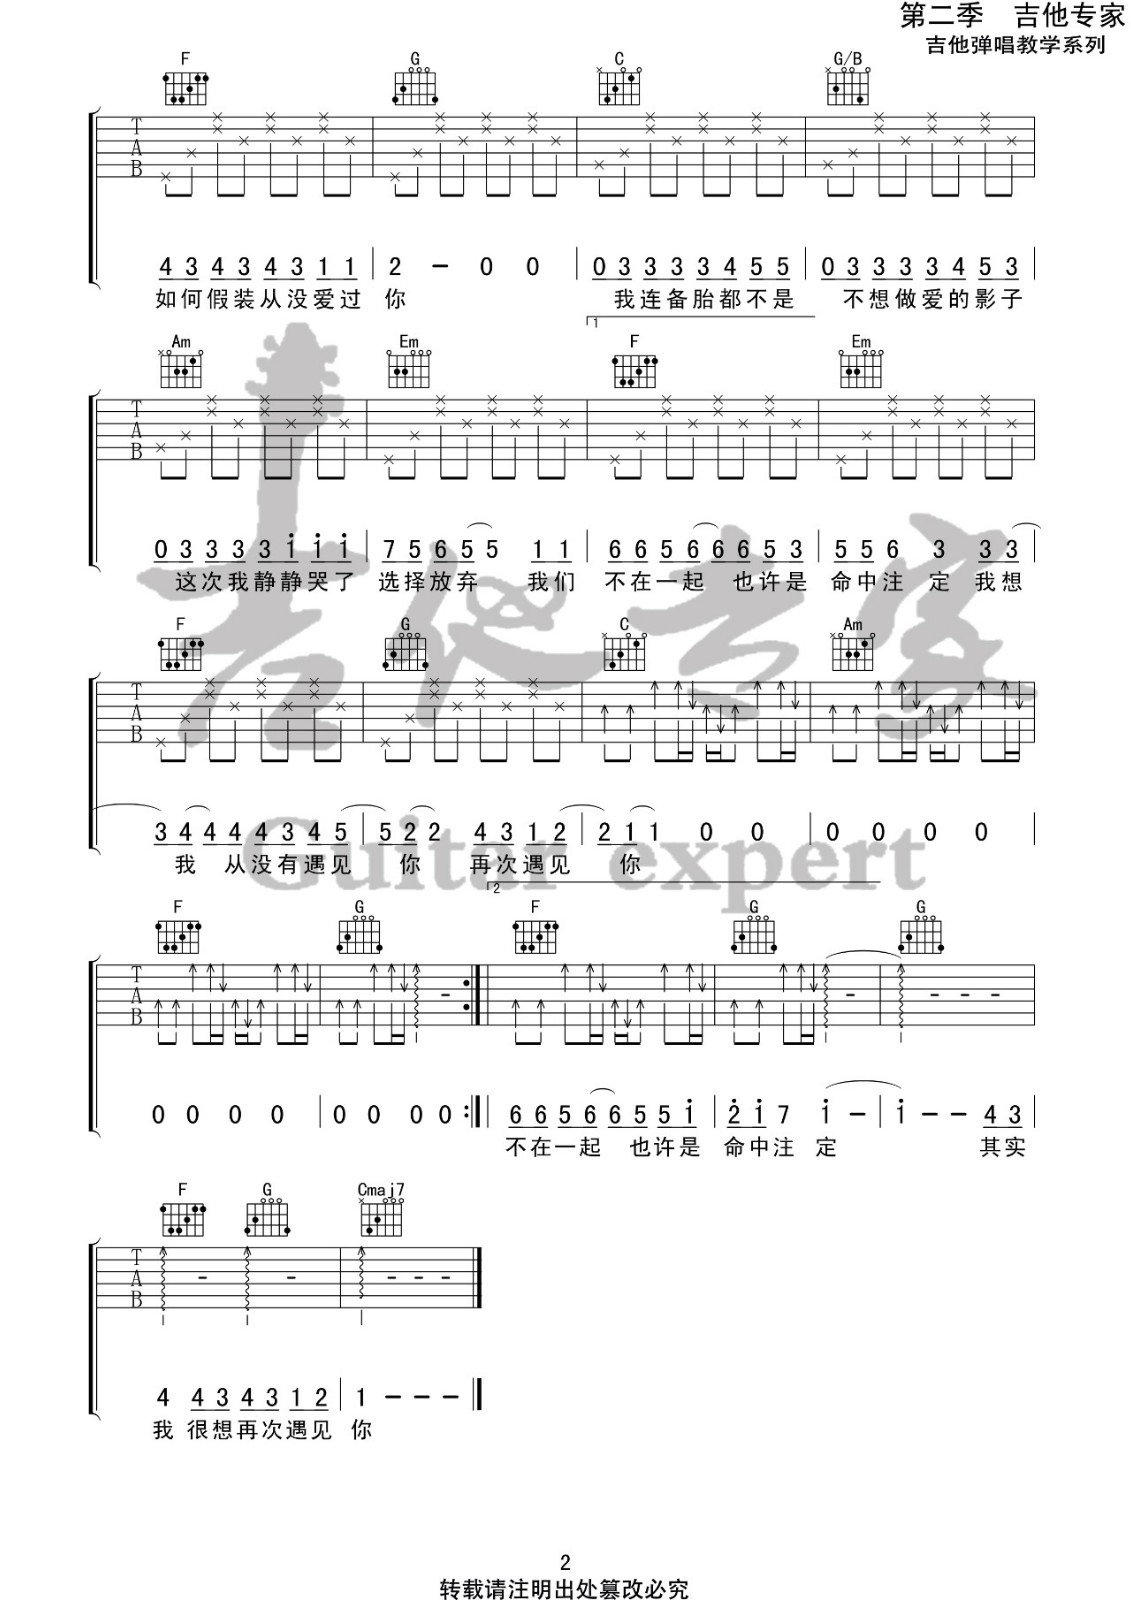 第二季 吉他专家
吉他弹唱教学系列
F G C G/B
T
A
B
4 3 4 3 4 3 1 1 2 - 0 0 0 3 3 3 3 4 5 5 0 3 3 3 3 4 5 3
如何假装从没爱过 你 我连备胎都不是 不想做爱的影子
1
Am Em F Em
T
A
B
0 3 3 3 3 i i i 7 5 6 5 5 1 1 6 6 5 6 6 6 5 3 5 5 6 3 3 3
这次我静静哭了 选择放弃 我们 不在一起 也许是 命中注 定 我想
F G C Am
T
A
B
3 4 4 4 4 3 4 5 5 2 2 4 3 1 2 2 1 1 0 0 0 0 0 0
我 从没有遇见 你 再次遇见 你
吉他专家
Guitar expert
2
F G F G G
T
A
B
0 0 0 0 0 0 0 0 6 6 5 6 6 5 5 i 2̇ i 7 i - i - - 4 3
不在一起 也许是 命中注 定 其实
F G Cmaj7
T
A
B
4 4 3 4 3 1 2 1 - - -
我 很想再次遇见 你
2
转载请注明出处篡改必究